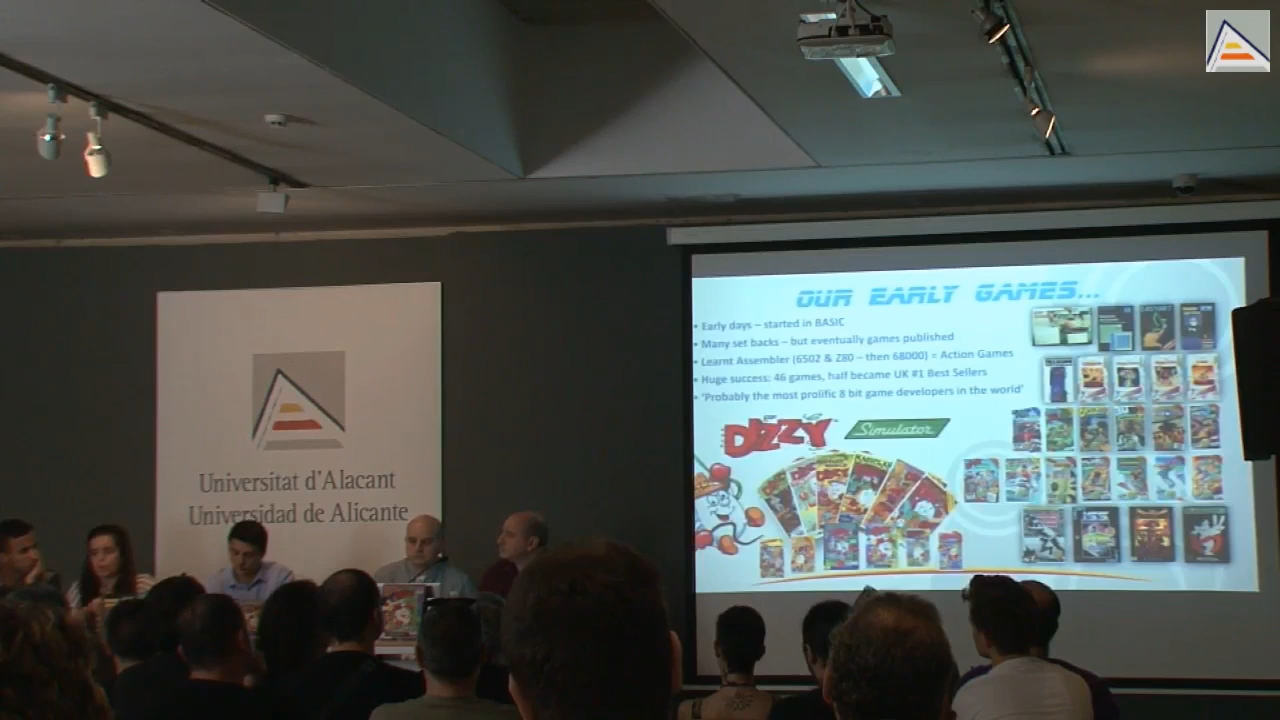 Universitat d'Alacant
Universidad de Alicante
OUR EARLY GAMES...
• Early days – started in BASIC
• Many set backs – but eventually games published
• Learnt Assembler (6502 & Z80 – then 68000) = Action Games
• Huge success: 46 games, half became UK #1 Best Sellers
• 'Probably the most prolific 8 bit game developers in the world'
DIZZY
Simulator